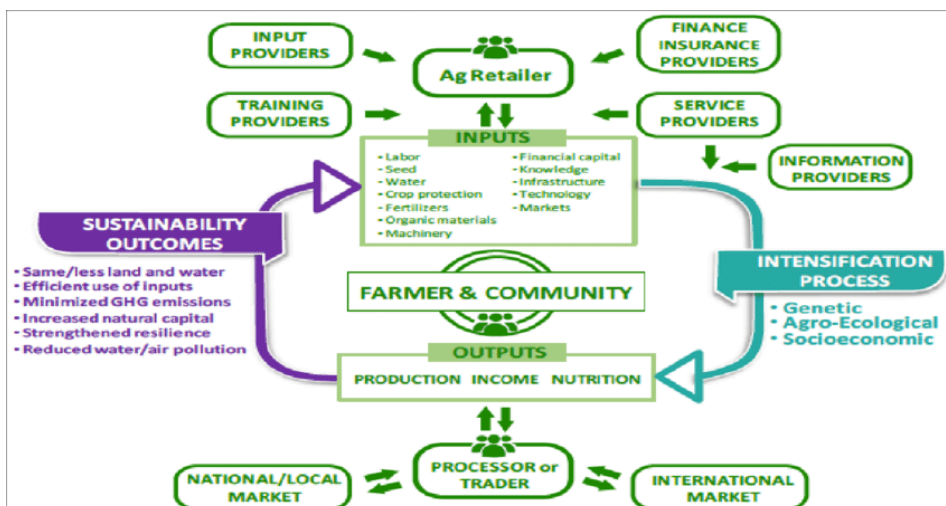 INPUT
PROVIDERS
Ag Retailer
FINANCE
INSURANCE
PROVIDERS
TRAINING
PROVIDERS
SERVICE
PROVIDERS
INFORMATION
PROVIDERS
INPUTS
• Labor
• Seed
• Water
• Crop protection
• Fertilizers
• Organic materials
• Machinery
• Financial capital
• Knowledge
• Infrastructure
• Technology
• Markets
SUSTAINABILITY
OUTCOMES
• Same/less land and water
• Efficient use of inputs
• Minimized GHG emissions
• Increased natural capital
• Strengthened resilience
• Reduced water/air pollution
FARMER & COMMUNITY
INTENSIFICATION
PROCESS
• Genetic
• Agro-Ecological
• Socioeconomic
OUTPUTS
PRODUCTION INCOME NUTRITION
PROCESSOR or
TRADER
NATIONAL/LOCAL
MARKET
INTERNATIONAL
MARKET